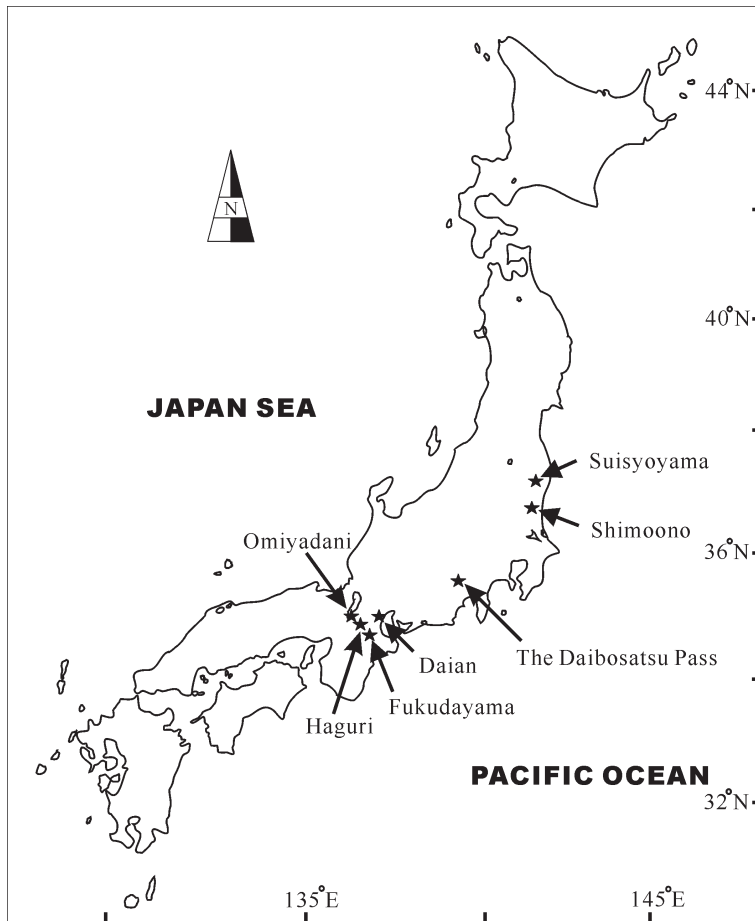 44°N
N
40°N
JAPAN SEA
Suisyoyama
Shimoono
Omiyadani
36°N
The Daibosatsu Pass
Daian
Fukudayama
Haguri
PACIFIC OCEAN
32°N
135°E
145°E